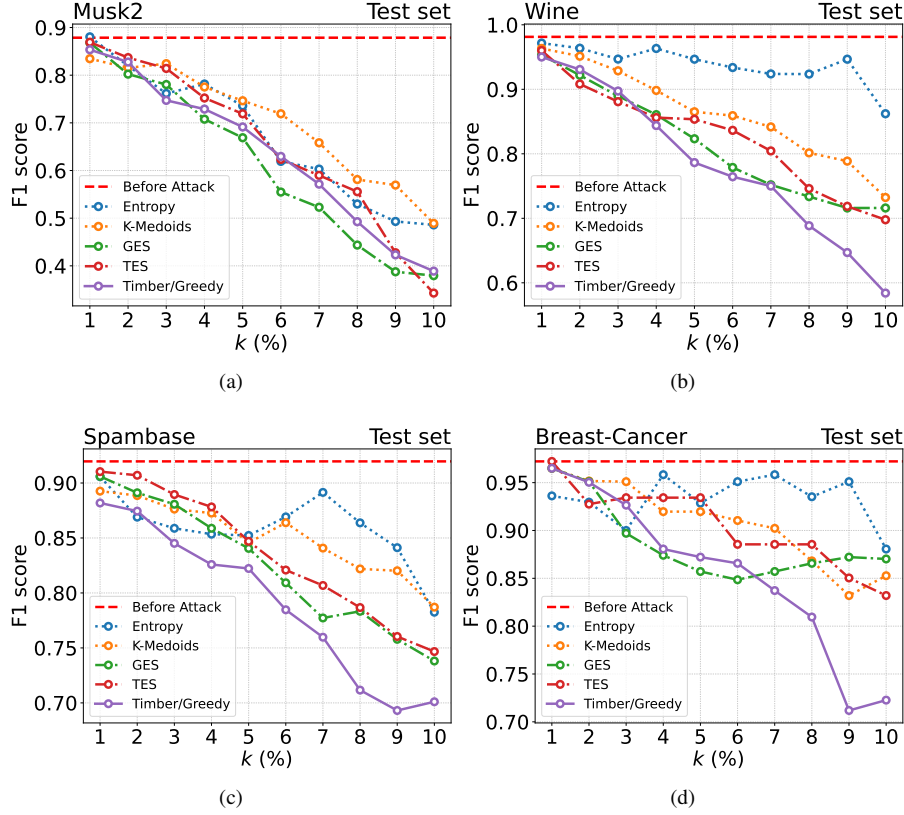 Musk2 Test set
0.9
0.8
0.7
0.6
0.5
0.4
F1 score
Before Attack
Entropy
K-Medoids
GES
TES
Timber/Greedy
1 2 3 4 5 6 7 8 9 10
k (%)
(a)
Wine Test set
1.0
0.9
0.8
0.7
0.6
F1 score
Before Attack
Entropy
K-Medoids
GES
TES
Timber/Greedy
1 2 3 4 5 6 7 8 9 10
k (%)
(b)
Spambase Test set
0.90
0.85
0.80
0.75
0.70
F1 score
Before Attack
Entropy
K-Medoids
GES
TES
Timber/Greedy
1 2 3 4 5 6 7 8 9 10
k (%)
(c)
Breast-Cancer Test set
0.95
0.90
0.85
0.80
0.75
0.70
F1 score
Before Attack
Entropy
K-Medoids
GES
TES
Timber/Greedy
1 2 3 4 5 6 7 8 9 10
k (%)
(d)